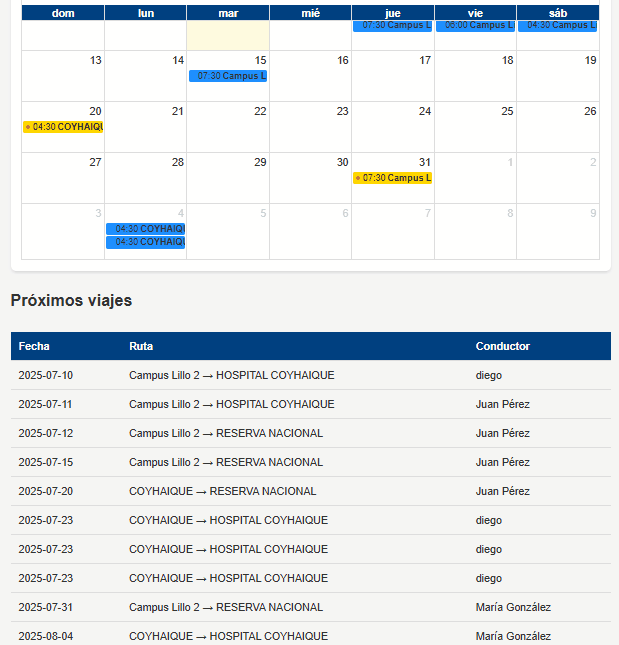 dom lun mar mié jue vie sáb
07:30 Campus L 06:00 Campus L 04:30 Campus L
13 14 15 16 17 18 19
07:30 Campus L
20 21 22 23 24 25 26
04:30 COYHAIQU
27 28 29 30 31 1 2
07:30 Campus L
3 4 5 6 7 8 9
04:30 COYHAIQU
04:30 COYHAIQU
Próximos viajes
Fecha Ruta Conductor
2025-07-10 Campus Lillo 2 → HOSPITAL COYHAIQUE diego
2025-07-11 Campus Lillo 2 → HOSPITAL COYHAIQUE Juan Pérez
2025-07-12 Campus Lillo 2 → RESERVA NACIONAL Juan Pérez
2025-07-15 Campus Lillo 2 → RESERVA NACIONAL Juan Pérez
2025-07-20 COYHAIQUE → RESERVA NACIONAL Juan Pérez
2025-07-23 COYHAIQUE → HOSPITAL COYHAIQUE diego
2025-07-23 COYHAIQUE → HOSPITAL COYHAIQUE diego
2025-07-23 COYHAIQUE → HOSPITAL COYHAIQUE diego
2025-07-31 Campus Lillo 2 → RESERVA NACIONAL María González
2025-08-04 COYHAIQUE → HOSPITAL COYHAIQUE María González